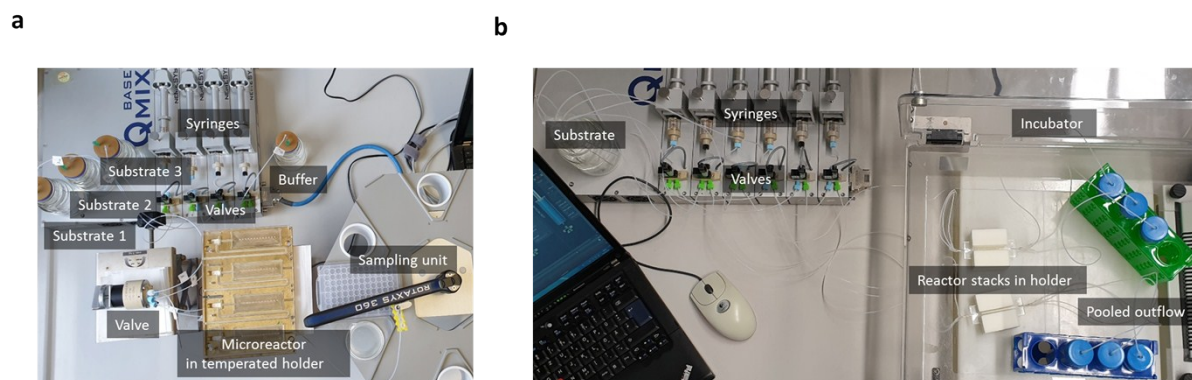 a
b
BASE
QMIX
Syringes
Substrate 3
Buffer
Substrate 2
Valves
Substrate 1
Sampling unit
ROTAXYS 360
Valve
Microreactor
in temperated holder
Syringes
Substrate
Incubator
Valves
Reactor stacks in holder
Pooled outflow
ThinkPad